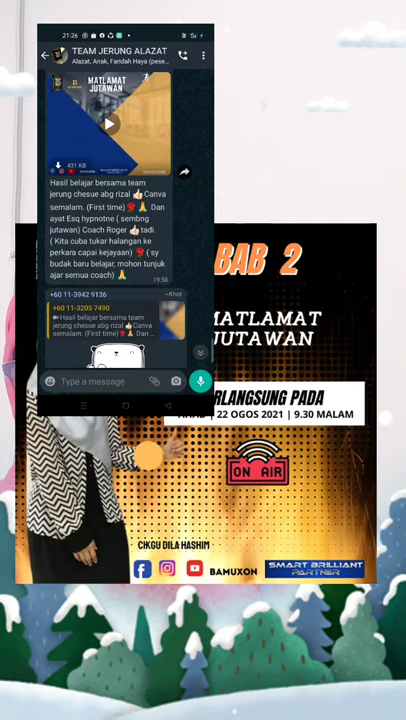 21:26
TEAM JERUNG ALAZAT
Alazat, Anak, Faridah Haya (pese...
MATLAMAT
JUTAWAN
431 KB
Hasil belajar bersama team
jerung chesue abg rizal 👍Canva
semalam. (First time)🌹🙏 Dan
ayat Esq hypnotne ( sembng
jutawan) Coach Roger 👍tadi.
( Kita cuba tukar halangan ke
perkara capai kejayaan) 🌹 ( sy
budak baru belajar, mohon tunjuk
ajar semua coach) 🙏
19:58
+60 11-3942 9136
~Khot
+60 11-3205 7490
Hasil belajar bersama team
jerung chesue abg rizal 👍Canva
semalam. (First time)🌹🙏 Dan ...
Type a message
BAB 2
MATLAMAT
JUTAWAN
RLANGSUNG PADA
22 OGOS 2021 | 9.30 MALAM
ON AIR
CIKGU DILA HASHIM
BAMUXON
SMART BRILLIANT
PARTNER